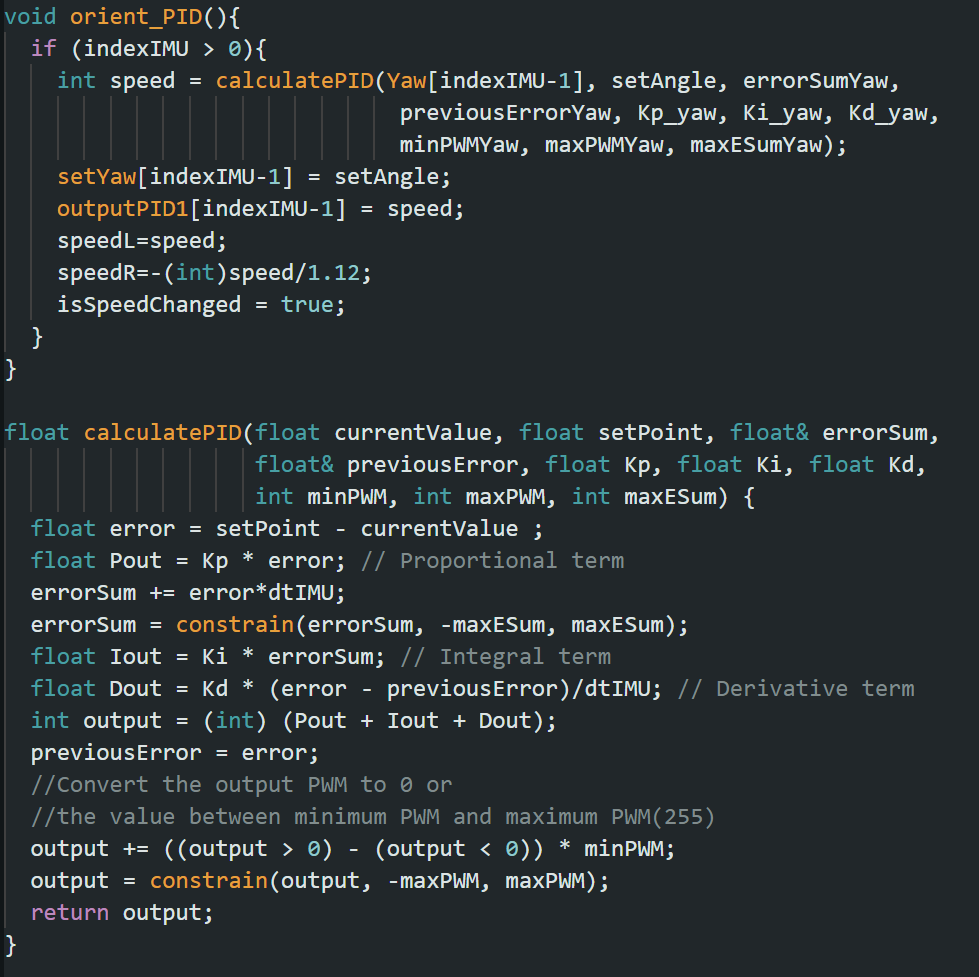 void orient_PID(){
  if (indexIMU > 0){
    int speed = calculatePID(Yaw[indexIMU-1], setAngle, errorSumYaw,
                              previousErrorYaw, Kp_yaw, Ki_yaw, Kd_yaw,
                              minPWMYaw, maxPWMYaw, maxESumYaw);
    setYaw[indexIMU-1] = setAngle;
    outputPID1[indexIMU-1] = speed;
    speedL=speed;
    speedR=-(int)speed/1.12;
    isSpeedChanged = true;
  }
}

float calculatePID(float currentValue, float setPoint, float& errorSum,
                   float& previousError, float Kp, float Ki, float Kd,
                   int minPWM, int maxPWM, int maxESum) {
  float error = setPoint - currentValue ;
  float Pout = Kp * error; // Proportional term
  errorSum += error*dtIMU;
  errorSum = constrain(errorSum, -maxESum, maxESum);
  float Iout = Ki * errorSum; // Integral term
  float Dout = Kd * (error - previousError)/dtIMU; // Derivative term
  int output = (int) (Pout + Iout + Dout);
  previousError = error;
  //Convert the output PWM to 0 or
  //the value between minimum PWM and maximum PWM(255)
  output += ((output > 0) - (output < 0)) * minPWM;
  output = constrain(output, -maxPWM, maxPWM);
  return output;
}